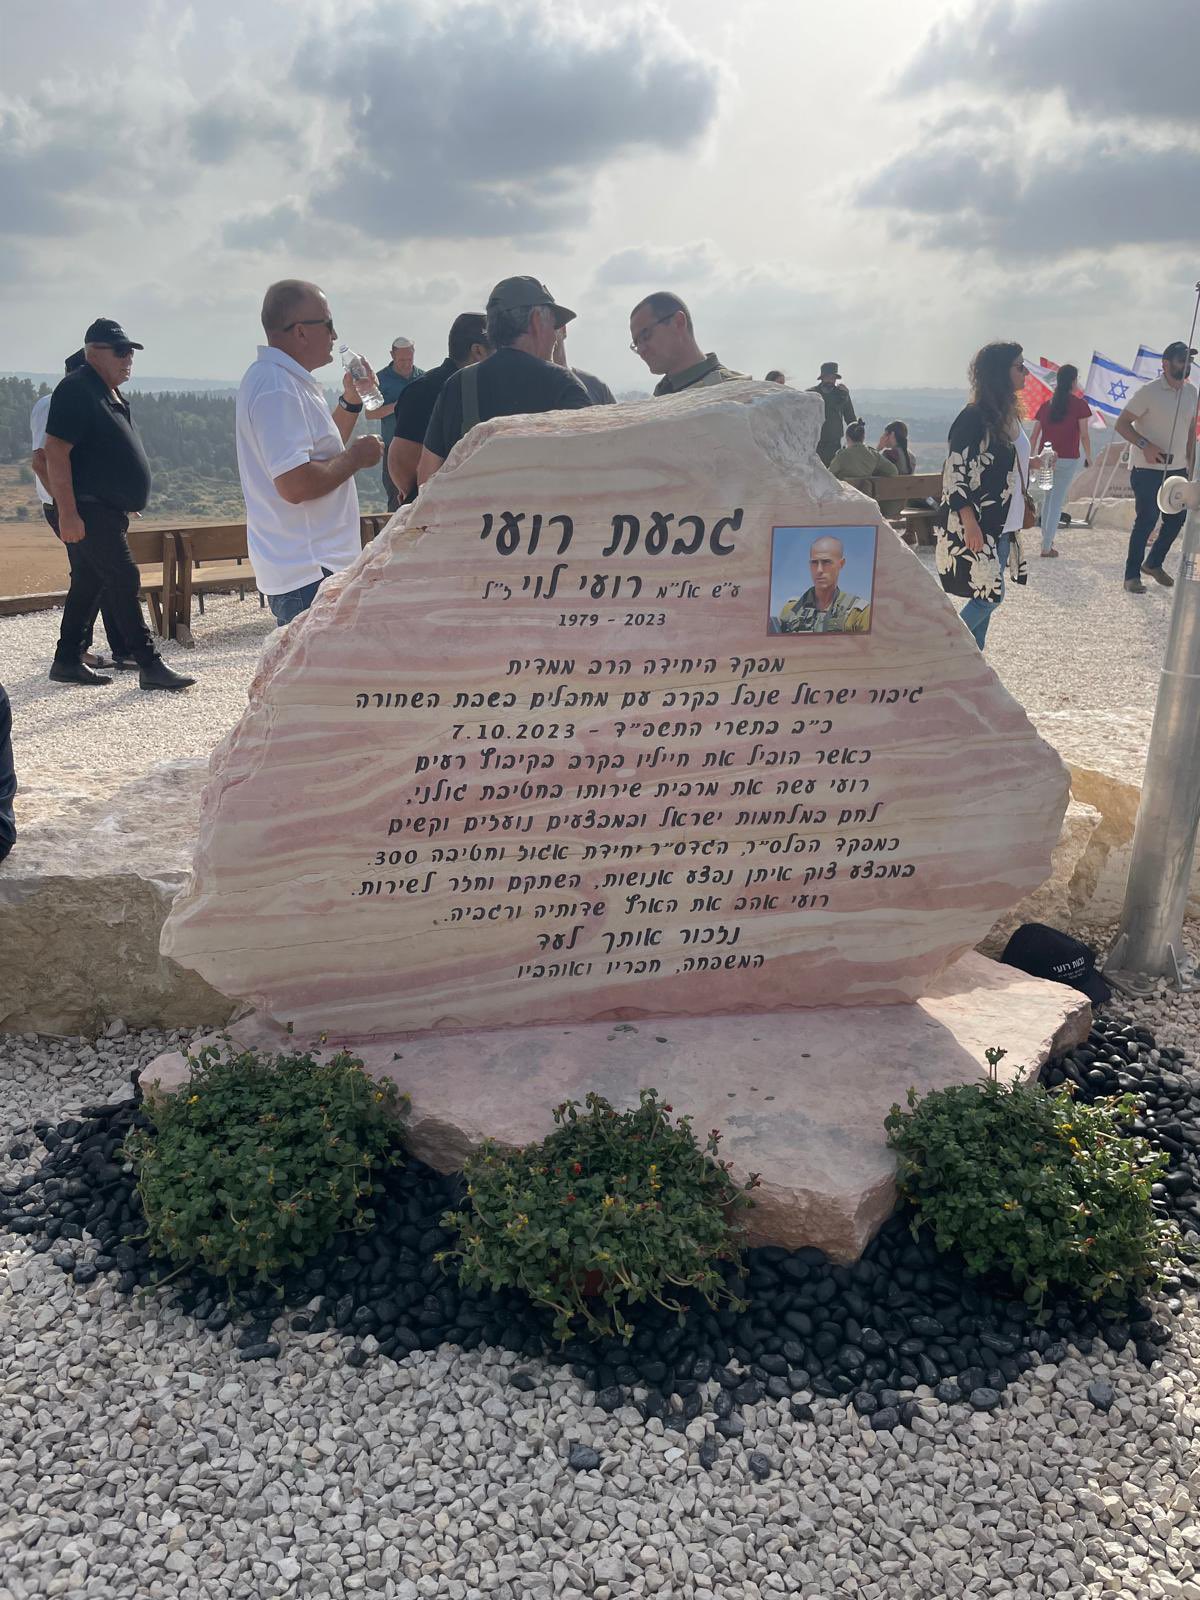 גבעת רועי
ע״ש אל״מ רועי לוי ז״ל
1979 - 2023
מפקד היחידה הרב ממדית
גיבור ישראל שנפל בקרב עם מחבלים בשבת השחורה
כ״ב בתשרי התשפ״ד - 7.10.2023
כאשר הוביל את חייליו בקרב בקיבוץ רעים
רועי עשה את מרבית שירותו בחטיבת גולני,
לחם במלחמות ישראל ובמבצעים נועזים וקשים
כמפקד הפלס״ר, הגדס״ר יחידת אגוז וחטיבה 300.
במבצע צוק איתן נפצע אנושות, השתקם וחזר לשירות.
רועי אהב את הארץ שדותיה ורגביה.
נזכור אותך לעד
המשפחה, חבריו ואוהביו
גבעת רועי